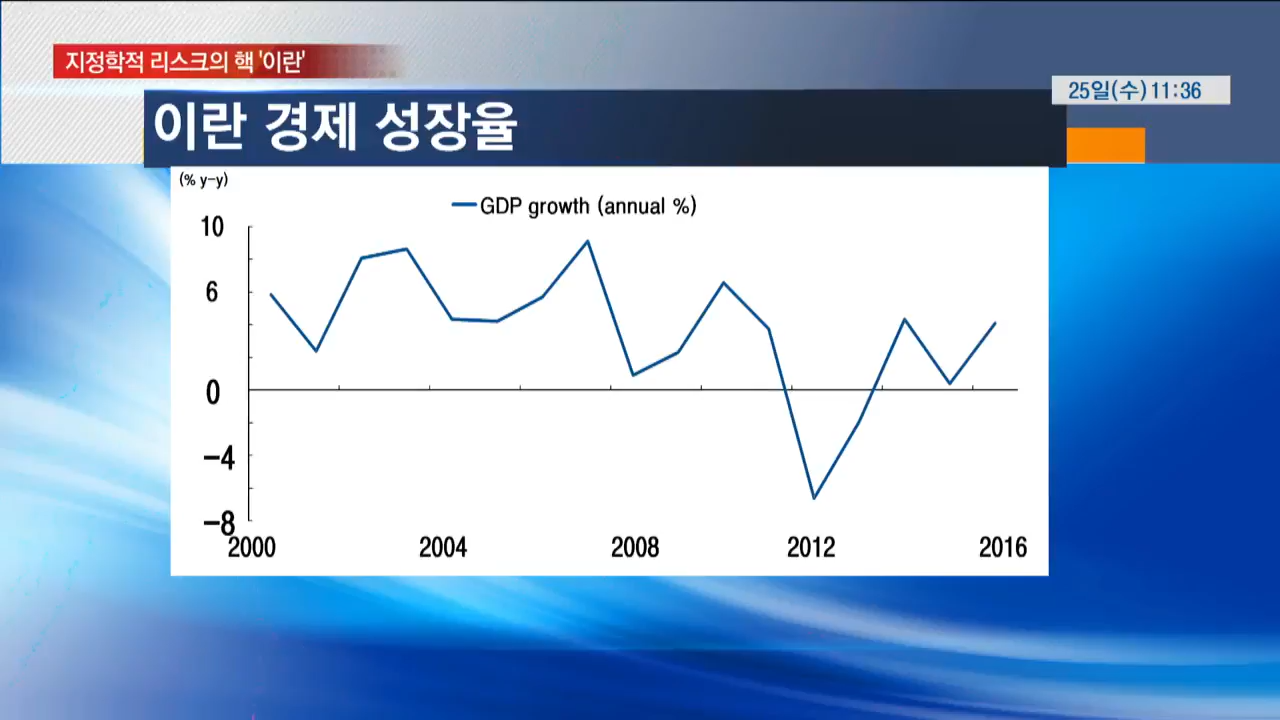 지정학적 리스크의 핵 '이란'
25일(수) 11:36
이란 경제 성장율
(% y-y)
GDP growth (annual %)
10
6
0
-4
-8
2000 2004 2008 2012 2016